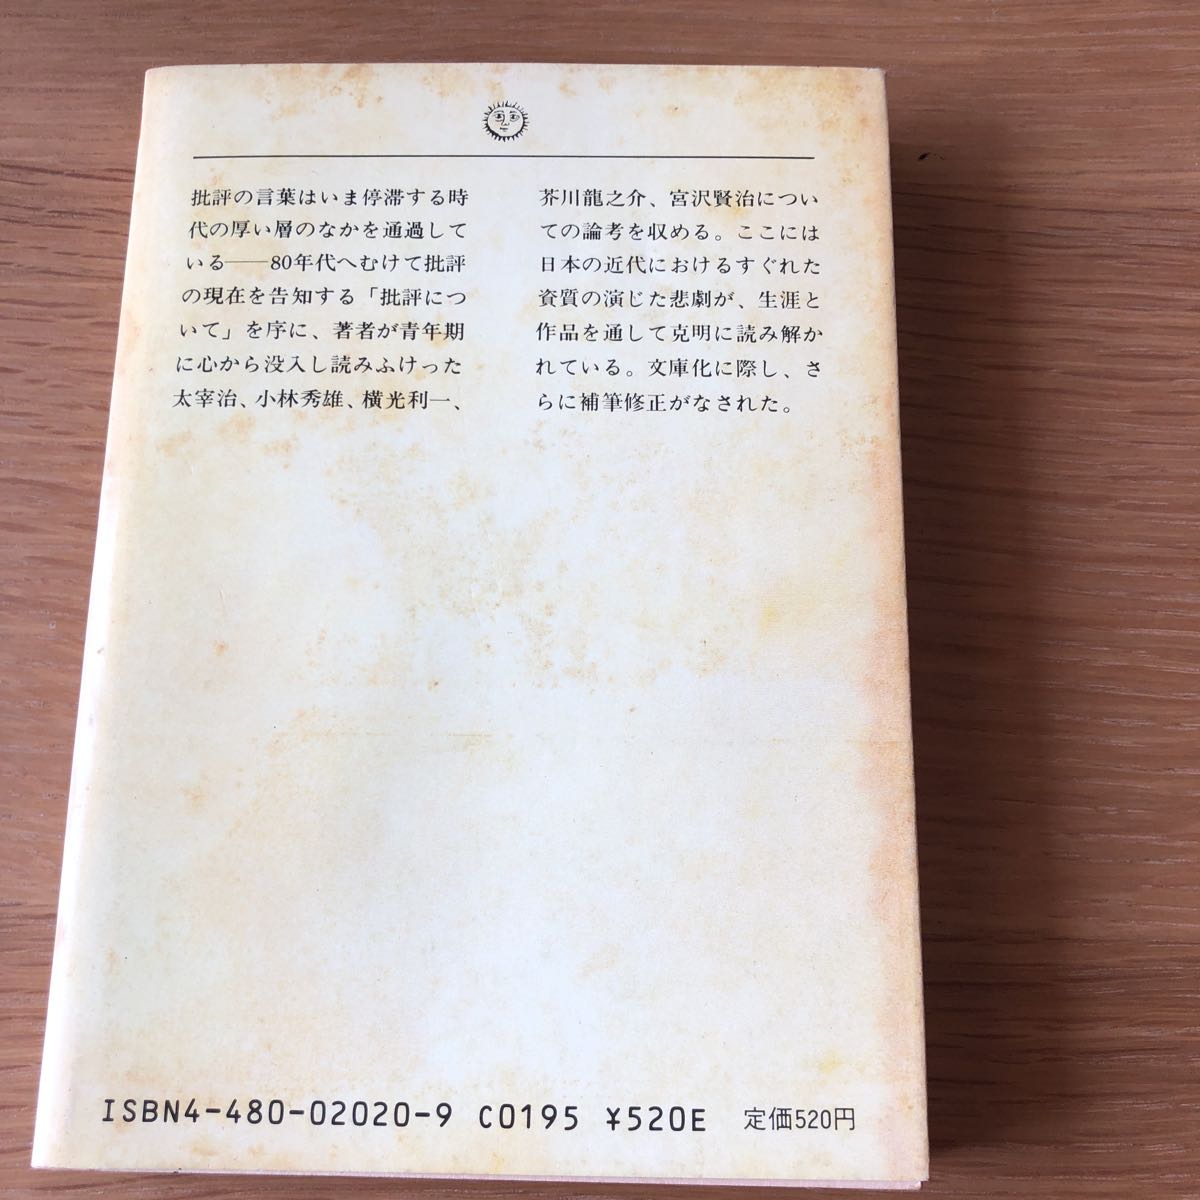 批評の言葉はいま停滞する時
代の厚い層のなかを通過して
いる──80年代へむけて批評
の現在を告知する「批評につ
いて」を序に、著者が青年期
に心から没入し読みふけった
太宰治、小林秀雄、横光利一、
芥川龍之介、宮沢賢治につい
ての論考を収める。ここには
日本の近代におけるすぐれた
資質の演じた悲劇が、生涯と
作品を通して克明に読み解か
れている。文庫化に際し、さ
らに補筆修正がなされた。
ISBN4-480-02020-9 C0195 ¥520E 定価520円